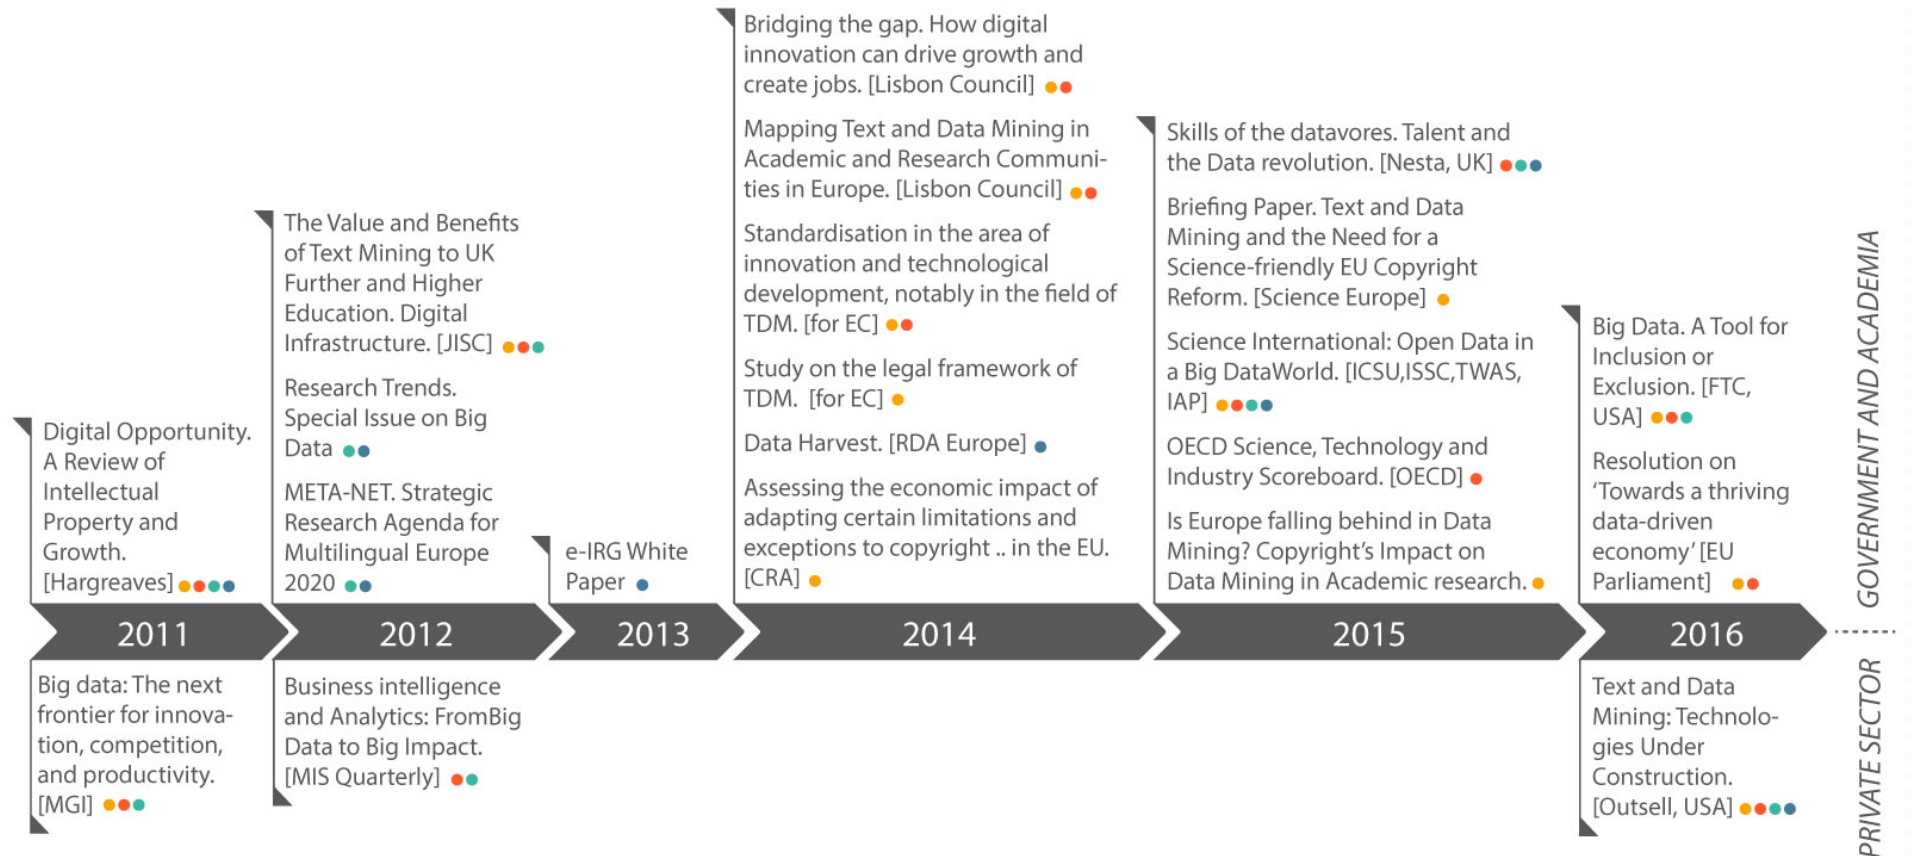 Digital Opportunity.
A Review of
Intellectual
Property and
Growth.
[Hargreaves]
The Value and Benefits
of Text Mining to UK
Further and Higher
Education. Digital
Infrastructure. [JISC]
Research Trends.
Special Issue on Big
Data
META-NET. Strategic
Research Agenda for
Multilingual Europe
2020
e-IRG White
Paper
Bridging the gap. How digital
innovation can drive growth and
create jobs. [Lisbon Council]
Mapping Text and Data Mining in
Academic and Research Communi-
ties in Europe. [Lisbon Council]
Standardisation in the area of
innovation and technological
development, notably in the field of
TDM. [for EC]
Study on the legal framework of
TDM.  [for EC]
Data Harvest. [RDA Europe]
Assessing the economic impact of
adapting certain limitations and
exceptions to copyright .. in the EU.
[CRA]
Skills of the datavores. Talent and
the Data revolution. [Nesta, UK]
Briefing Paper. Text and Data
Mining and the Need for a
Science-friendly EU Copyright
Reform. [Science Europe]
Science International: Open Data in
a Big DataWorld. [ICSU,ISSC,TWAS,
IAP]
OECD Science, Technology and
Industry Scoreboard. [OECD]
Is Europe falling behind in Data
Mining? Copyright's Impact on
Data Mining in Academic research.
Big Data. A Tool for
Inclusion or
Exclusion. [FTC,
USA]
Resolution on
'Towards a thriving
data-driven
economy' [EU
Parliament]
GOVERNMENT AND ACADEMIA
2011
2012
2013
2014
2015
2016
Big data: The next
frontier for innova-
tion, competition,
and productivity.
[MGI]
Business intelligence
and Analytics: FromBig
Data to Big Impact.
[MIS Quarterly]
Text and Data
Mining: Technolo-
gies Under
Construction.
[Outsell, USA]
PRIVATE SECTOR